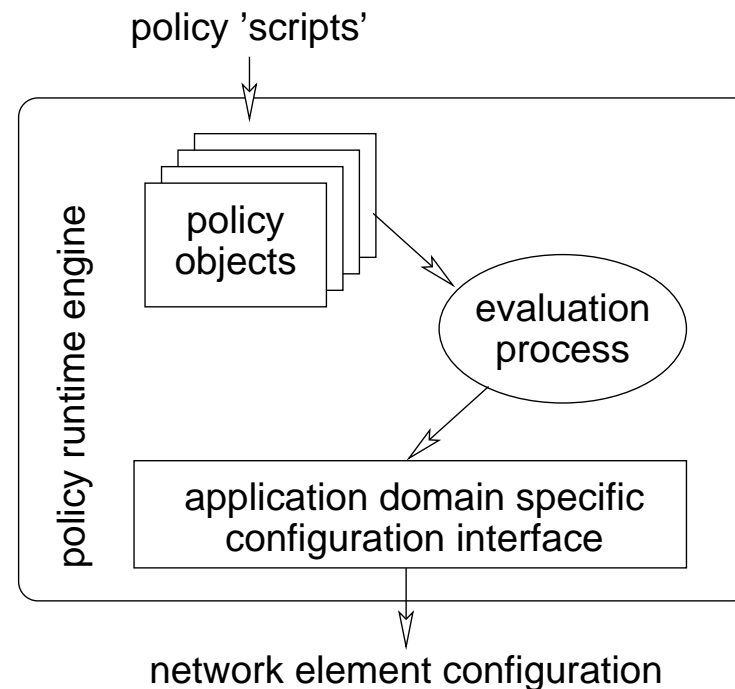 policy ’scripts’
policy runtime engine
policy
objects
evaluation
process
application domain specific
configuration interface
network element configuration